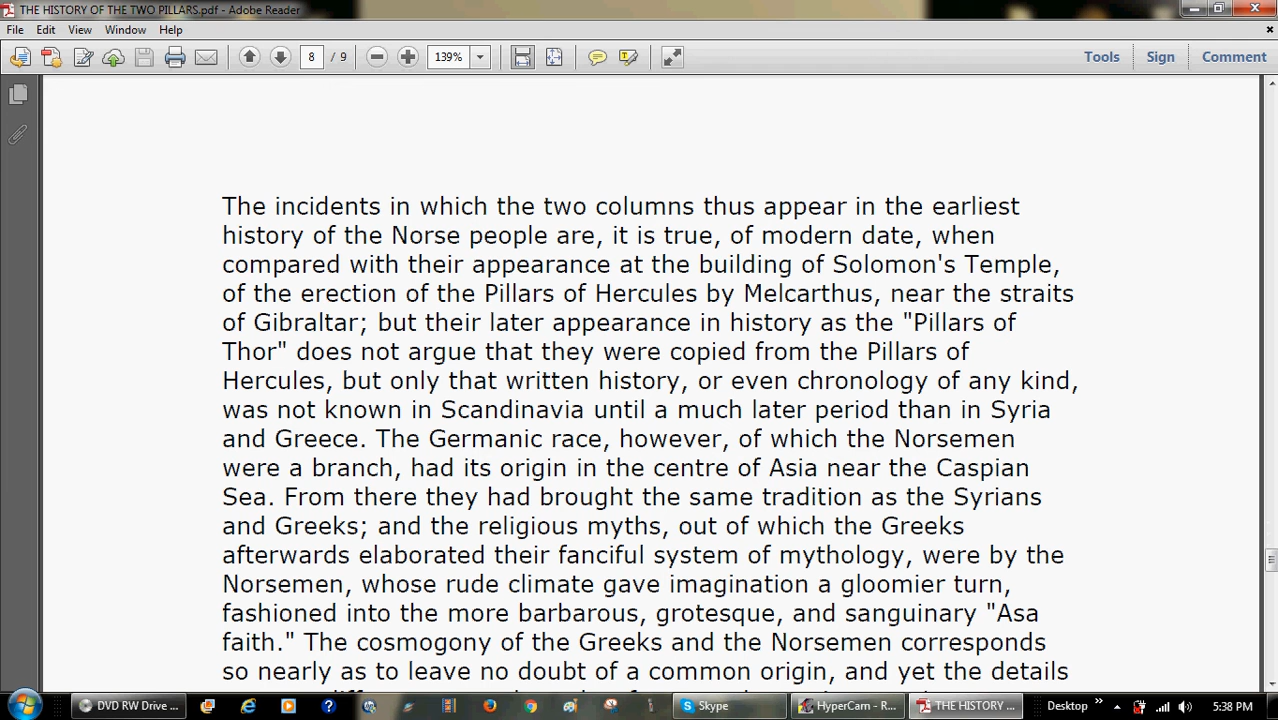 THE HISTORY OF THE TWO PILLARS.pdf - Adobe Reader
File Edit View Window Help
8 / 9 139% Tools Sign Comment
The incidents in which the two columns thus appear in the earliest
history of the Norse people are, it is true, of modern date, when
compared with their appearance at the building of Solomon's Temple,
of the erection of the Pillars of Hercules by Melcarthus, near the straits
of Gibraltar; but their later appearance in history as the "Pillars of
Thor" does not argue that they were copied from the Pillars of
Hercules, but only that written history, or even chronology of any kind,
was not known in Scandinavia until a much later period than in Syria
and Greece. The Germanic race, however, of which the Norsemen
were a branch, had its origin in the centre of Asia near the Caspian
Sea. From there they had brought the same tradition as the Syrians
and Greeks; and the religious myths, out of which the Greeks
afterwards elaborated their fanciful system of mythology, were by the
Norsemen, whose rude climate gave imagination a gloomier turn,
fashioned into the more barbarous, grotesque, and sanguinary "Asa
faith." The cosmogony of the Greeks and the Norsemen corresponds
so nearly as to leave no doubt of a common origin, and yet the details
DVD RW Drive ... Skype HyperCam - R... THE HISTORY ... Desktop » 5:38 PM